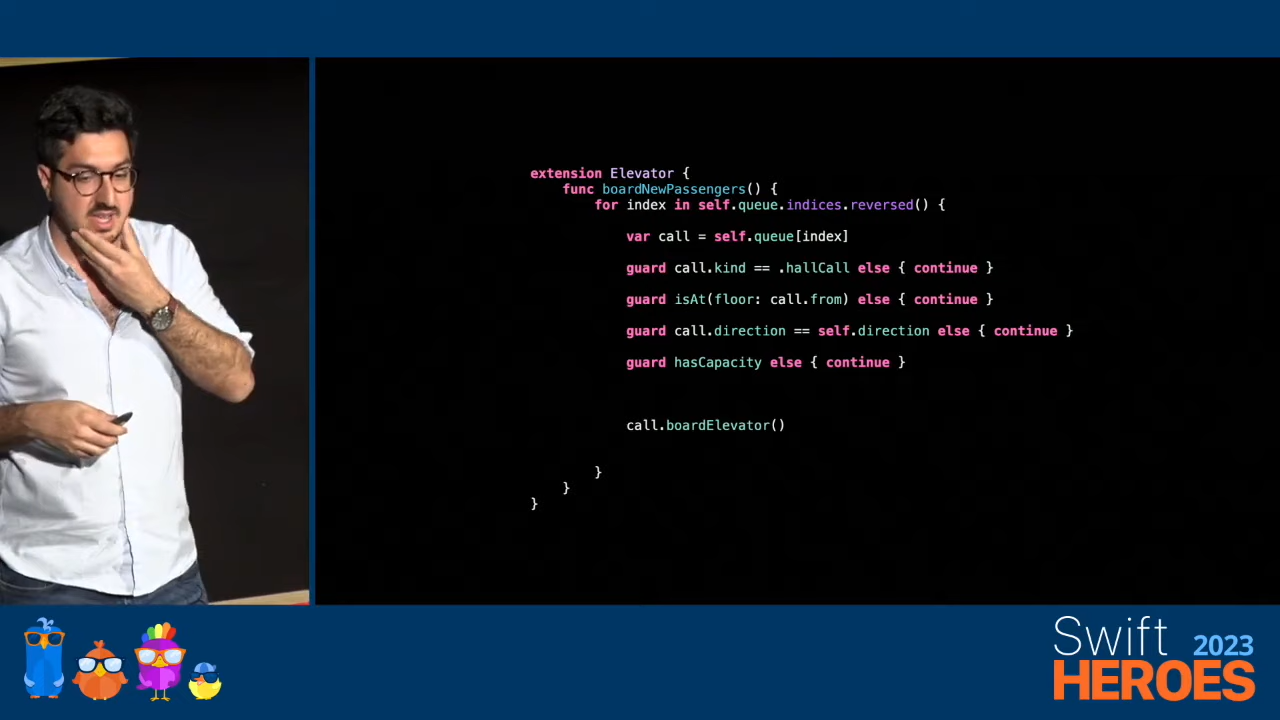 extension Elevator {
func boardNewPassengers() {
for index in self.queue.indices.reversed() {
var call = self.queue[index]
guard call.kind == .hallCall else { continue }
guard isAt(floor: call.from) else { continue }
guard call.direction == self.direction else { continue }
guard hasCapacity else { continue }
call.boardElevator()
}
}
}
Swift 2023
HEROES